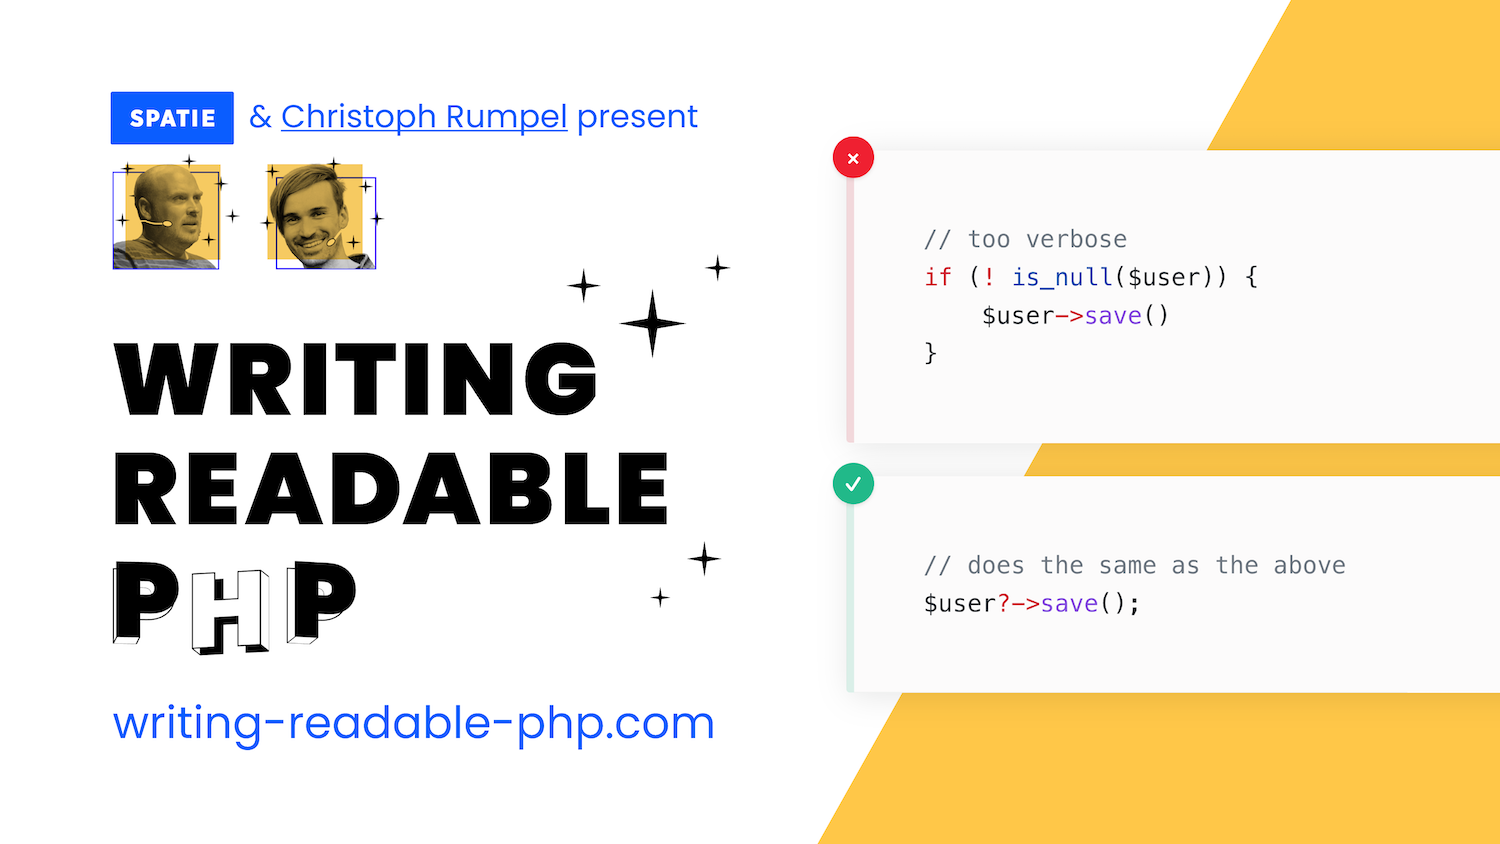 SPATIE & Christoph Rumpel present
WRITING
READABLE
PHP
writing-readable-php.com
// too verbose
if (! is_null($user)) {
    $user->save()
}
// does the same as the above
$user?->save();